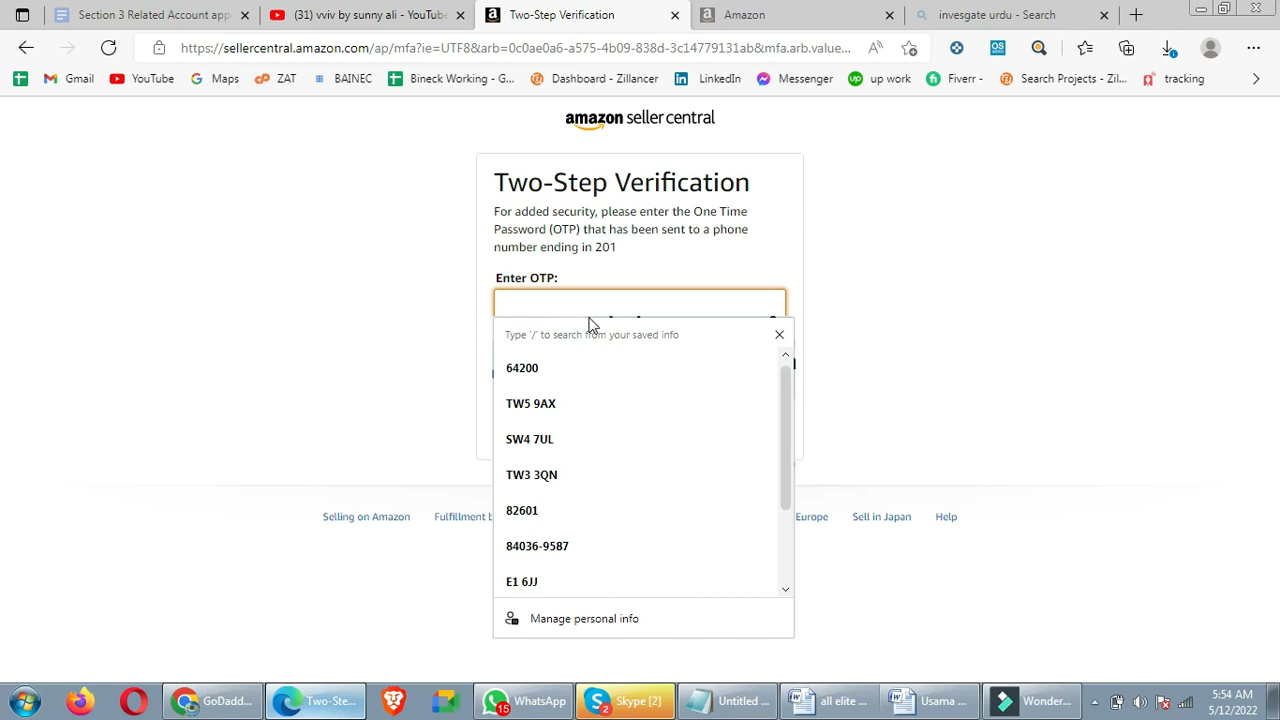 Section 3 Related Account app
(31) vviv by sunny ali - YouTube
Two-Step Verification
Amazon
invesgate urdu - Search
https://sellercentral.amazon.com/ap/mfa?ie=UTF8&arb=0c0ae0a6-a575-4b09-838d-3c14779131ab&mfa.arb.value...
Gmail
YouTube
Maps
ZAT
BAINEC
Bineck Working - G...
Dashboard - Zillancer
LinkedIn
Messenger
up work
Fiverr -
Search Projects - Zil...
tracking
amazon seller central
Two-Step Verification
For added security, please enter the One Time
Password (OTP) that has been sent to a phone
number ending in 201
Enter OTP:
Type '/' to search from your saved info
64200
TW5 9AX
SW4 7UL
TW3 3QN
82601
84036-9587
E1 6JJ
Manage personal info
Selling on Amazon
Fulfillment b
Europe
Sell in Japan
Help
GoDadd...
Two-Ste...
WhatsApp
15
Skype [2]
2
Untitled ...
all elite ...
Usama ...
Wonder...
5:54 AM
5/12/2022